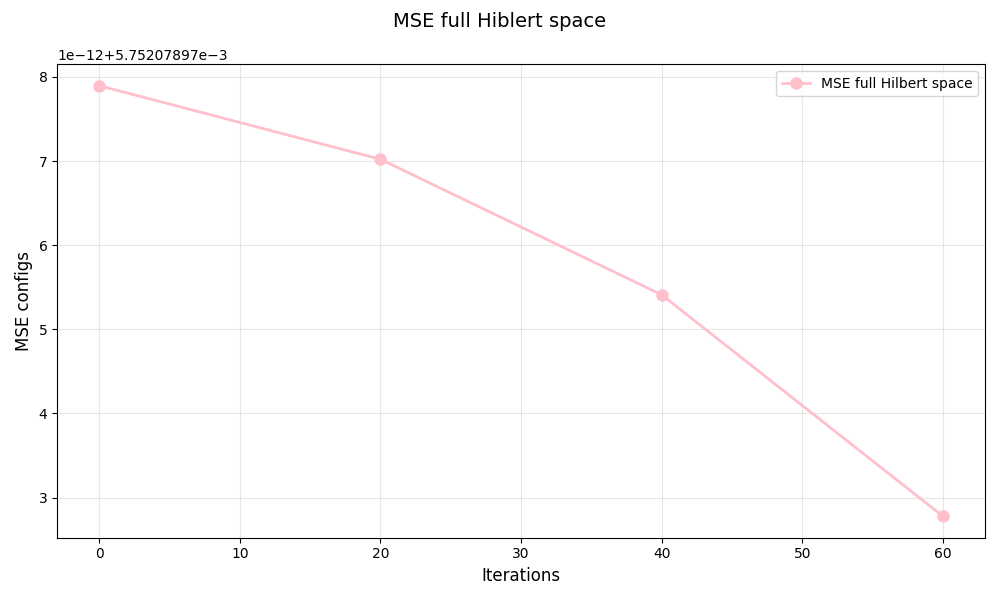 MSE full Hiblert space
1e−12+5.75207897e−3
MSE full Hilbert space
8
7
6
5
4
3
MSE configs
0 10 20 30 40 50 60
Iterations